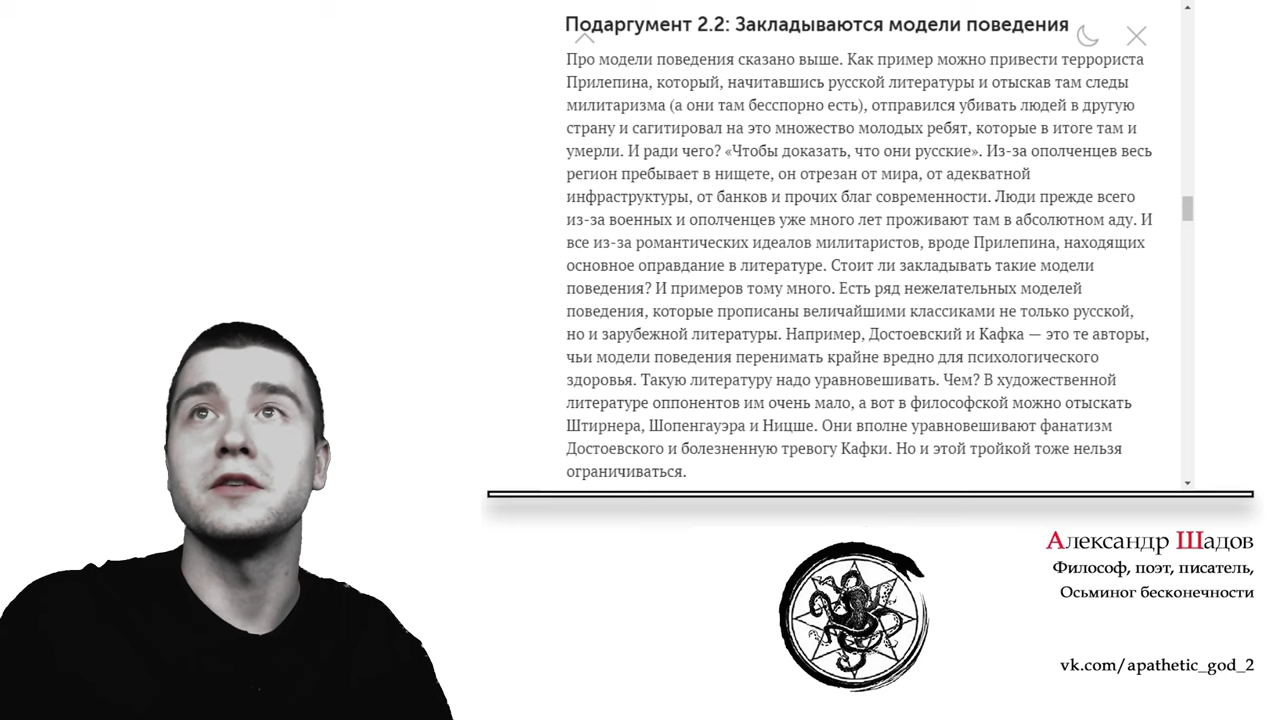 Подаргумент 2.2: Закладываются модели поведения
Про модели поведения сказано выше. Как пример можно привести террориста
Прилепина, который, начитавшись русской литературы и отыскав там следы
милитаризма (а они там бесспорно есть), отправился убивать людей в другую
страну и сагитировал на это множество молодых ребят, которые в итоге там и
умерли. И ради чего? «Чтобы доказать, что они русские». Из-за ополченцев весь
регион пребывает в нищете, он отрезан от мира, от адекватной
инфраструктуры, от банков и прочих благ современности. Люди прежде всего
из-за военных и ополченцев уже много лет проживают там в абсолютном аду. И
все из-за романтических идеалов милитаристов, вроде Прилепина, находящих
основное оправдание в литературе. Стоит ли закладывать такие модели
поведения? И примеров тому много. Есть ряд нежелательных моделей
поведения, которые прописаны величайшими классиками не только русской,
но и зарубежной литературы. Например, Достоевский и Кафка — это те авторы,
чьи модели поведения перенимать крайне вредно для психологического
здоровья. Такую литературу надо уравновешивать. Чем? В художественной
литературе оппонентов им очень мало, а вот в философской можно отыскать
Штирнера, Шопенгауэра и Ницше. Они вполне уравновешивают фанатизм
Достоевского и болезненную тревогу Кафки. Но и этой тройкой тоже нельзя
ограничиваться.
Александр Шадов
Философ, поэт, писатель,
Осьминог бесконечности
vk.com/apathetic_god_2